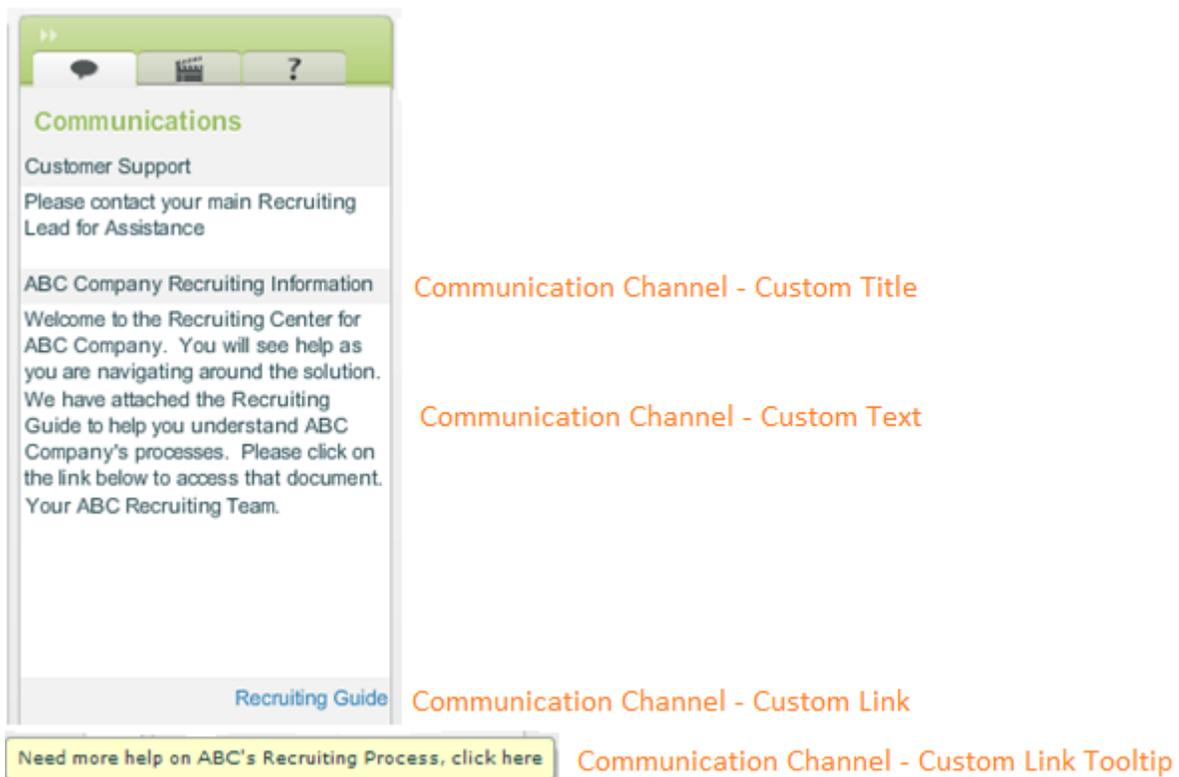 ?
Communications
Customer Support
Please contact your main Recruiting
Lead for Assistance
ABC Company Recruiting Information
Communication Channel - Custom Title
Welcome to the Recruiting Center for
ABC Company.  You will see help as
you are navigating around the solution.
We have attached the Recruiting
Guide to help you understand ABC
Company's processes.  Please click on
the link below to access that document.
Your ABC Recruiting Team.
Communication Channel - Custom Text
Recruiting Guide
Communication Channel - Custom Link
Need more help on ABC's Recruiting Process, click here
Communication Channel - Custom Link Tooltip